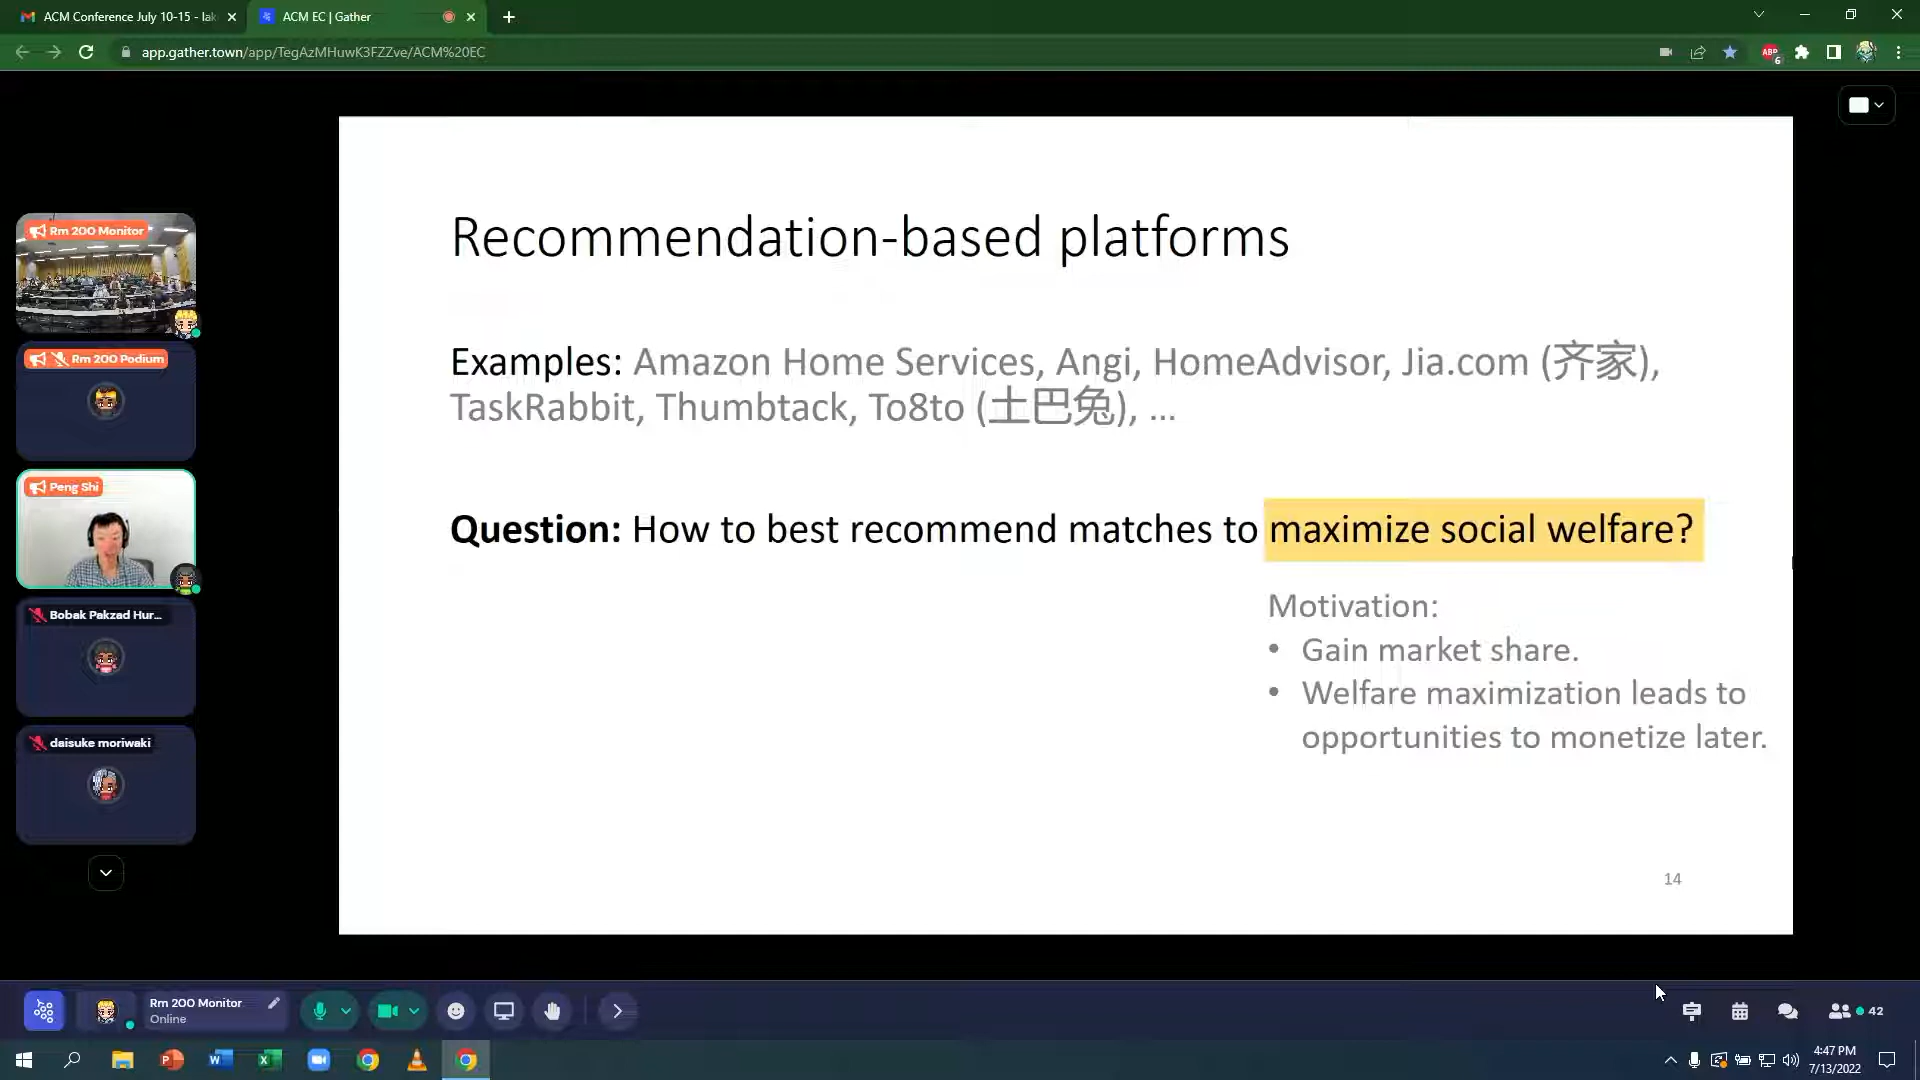 ACM Conference July 10-15 - lak
ACM EC | Gather
app.gather.town/app/TegAzMHuwK3FZZve/ACM%20EC
ABP
6
Rm 200 Monitor
Rm 200 Podium
Peng Shi
Bobak Pakzad Hur...
daisuke moriwaki
Recommendation-based platforms
Examples: Amazon Home Services, Angi, HomeAdvisor, Jia.com (齐家),
TaskRabbit, Thumbtack, To8to (土巴兔), ...
Question: How to best recommend matches to maximize social welfare?
Motivation:
• Gain market share.
• Welfare maximization leads to
opportunities to monetize later.
14
Rm 200 Monitor
Online
42
4:47 PM
7/13/2022